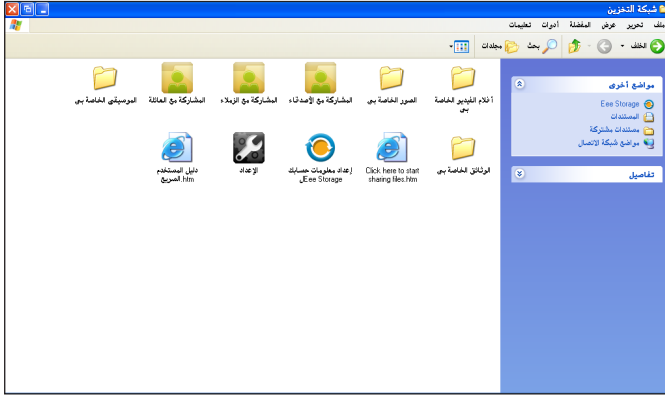 شبكة التخزين
ملف تحرير عرض المفضلة أدوات تعليمات
الخلف بحث مجلدات
مواضع أخرى
Eee Storage
المستندات
مستندات مشتركة
مواضع شبكة الاتصال
تفاصيل
أفلام الفيديو الخاصة
بي
الصور الخاصة بي
المشاركة مع الأصدقاء
المشاركة مع الزملاء
المشاركة مع العائلة
الموسيقى الخاصة بي
الوثائق الخاصة بي
Click here to start
sharing files.htm
إعداد معلومات حسابك
لـEee Storage
الإعداد
دليل المستخدم
السريع.htm